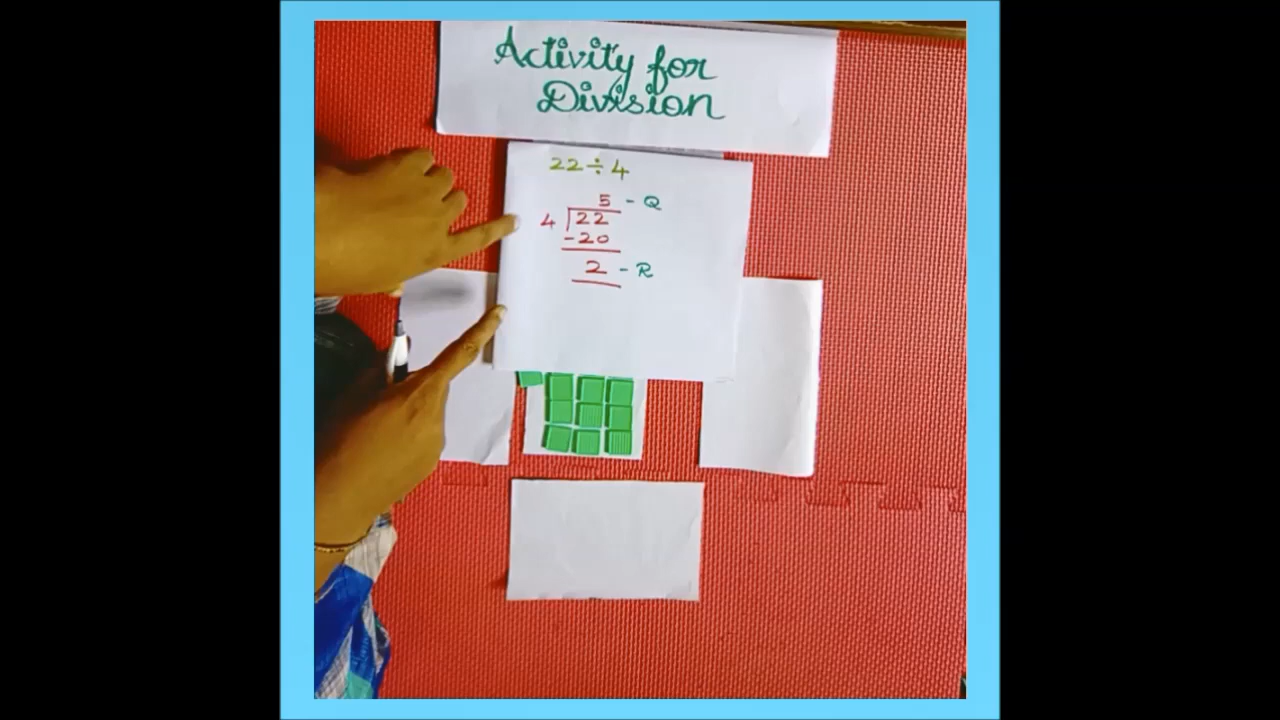 Activity for
Division
22 ÷ 4
5 - Q
4 22
-20
2 - R